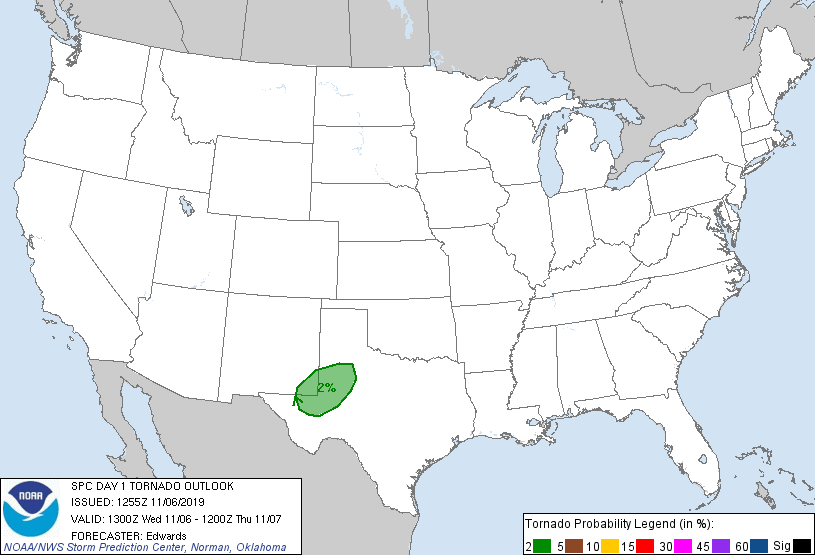 2%
NOAA
SPC DAY 1 TORNADO OUTLOOK
ISSUED: 1255Z 11/06/2019
VALID: 1300Z Wed 11/06 - 1200Z Thu 11/07
FORECASTER: Edwards
NOAA/NWS Storm Prediction Center, Norman, Oklahoma
Tornado Probability Legend (in %):
2 5 10 15 30 45 60 Sig